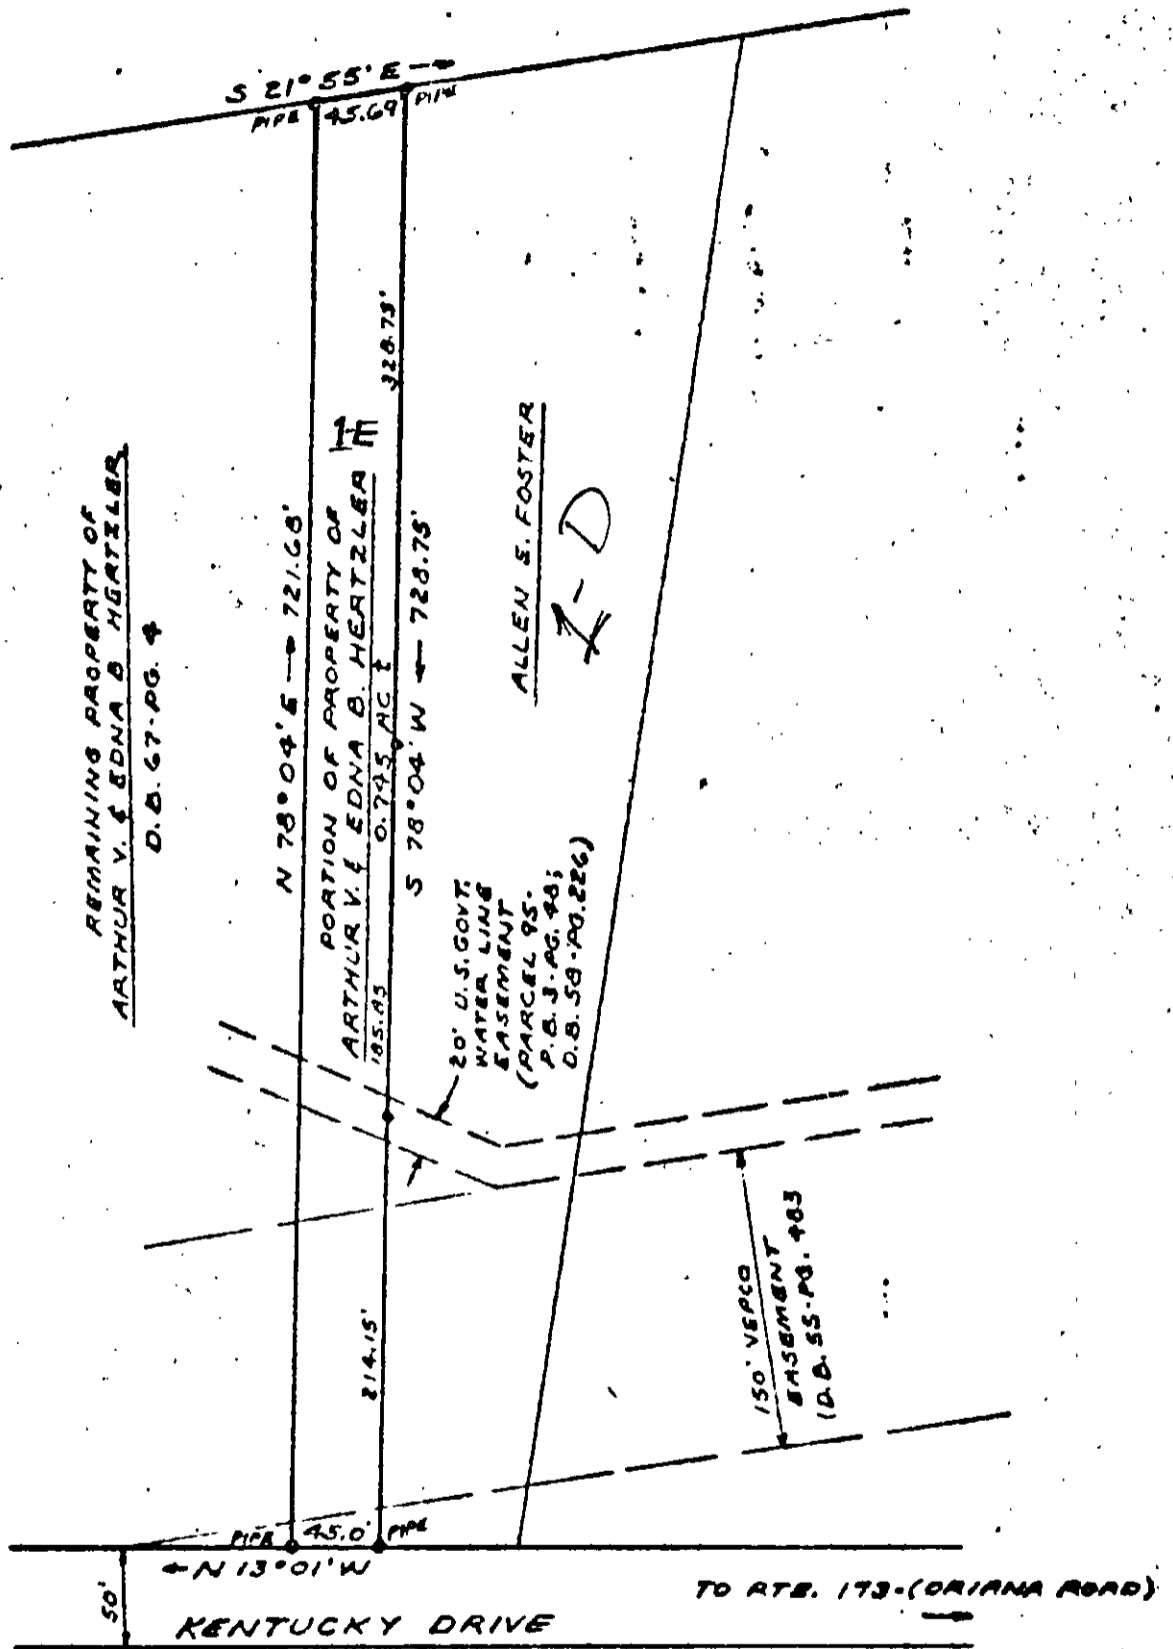 S 21° 55' E
PIPE 45.69 PIPE
REMAINING PROPERTY OF
ARTHUR V. & EDNA B HERTZLER
D.B. 67-PG. 4
N 78° 04' E 721.68'
PORTION OF PROPERTY OF
ARTHUR V. & EDNA B. HERTZLER
1E
0.745 AC ±
328.75'
185.85
214.15'
S 78° 04' W 728.75'
ALLEN E. FOSTER
1-D
20' U.S. GOVT.
WATER LINE
EASEMENT
(PARCEL 95-
P.B. 3-PG. 48;
D.B. 58-PG. 226)
150' VEPCO
EASEMENT
(D.B. 55-PG. 483
PIPE 45.0' PIPE
N 13° 01' W
50'
KENTUCKY DRIVE
TO RTE. 173-(ORIANA ROAD)